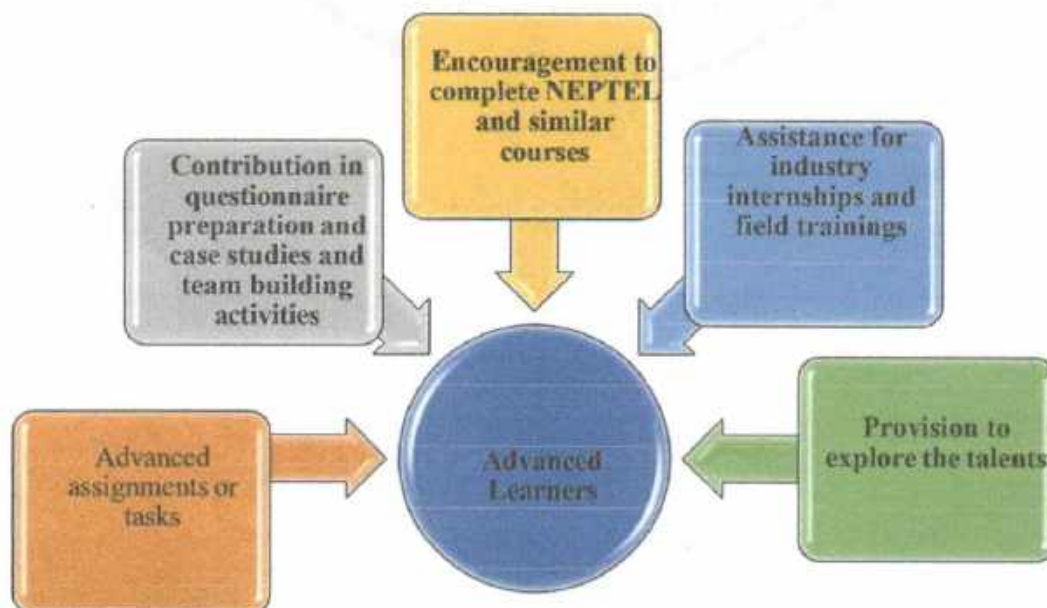 Encouragement to
complete NEPTEL
and similar
courses
Contribution in
questionnaire
preparation and
case studies and
team building
activities
Assistance for
industry
internships and
field trainings
Advanced
assignments or
tasks
Advanced
Learners
Provision to
explore the talents